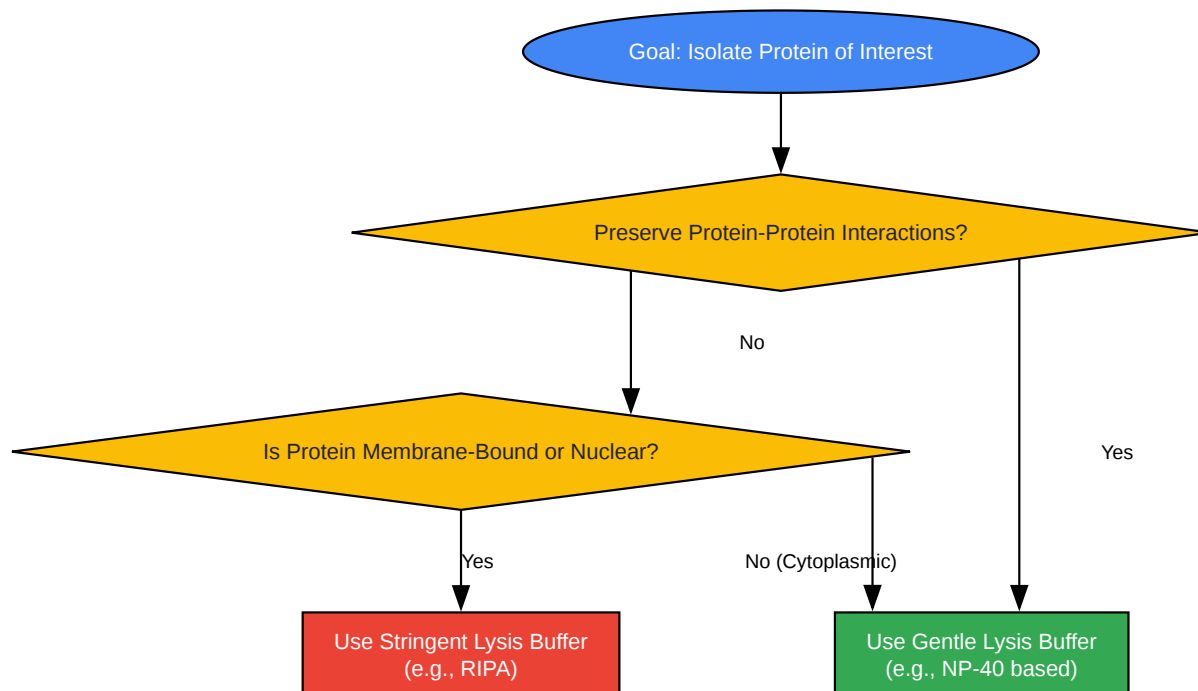 Goal: Isolate Protein of Interest
Preserve Protein-Protein Interactions?
No
Is Protein Membrane-Bound or Nuclear?
Yes
Yes
No (Cytoplasmic)
Use Stringent Lysis Buffer
(e.g., RIPA)
Use Gentle Lysis Buffer
(e.g., NP-40 based)